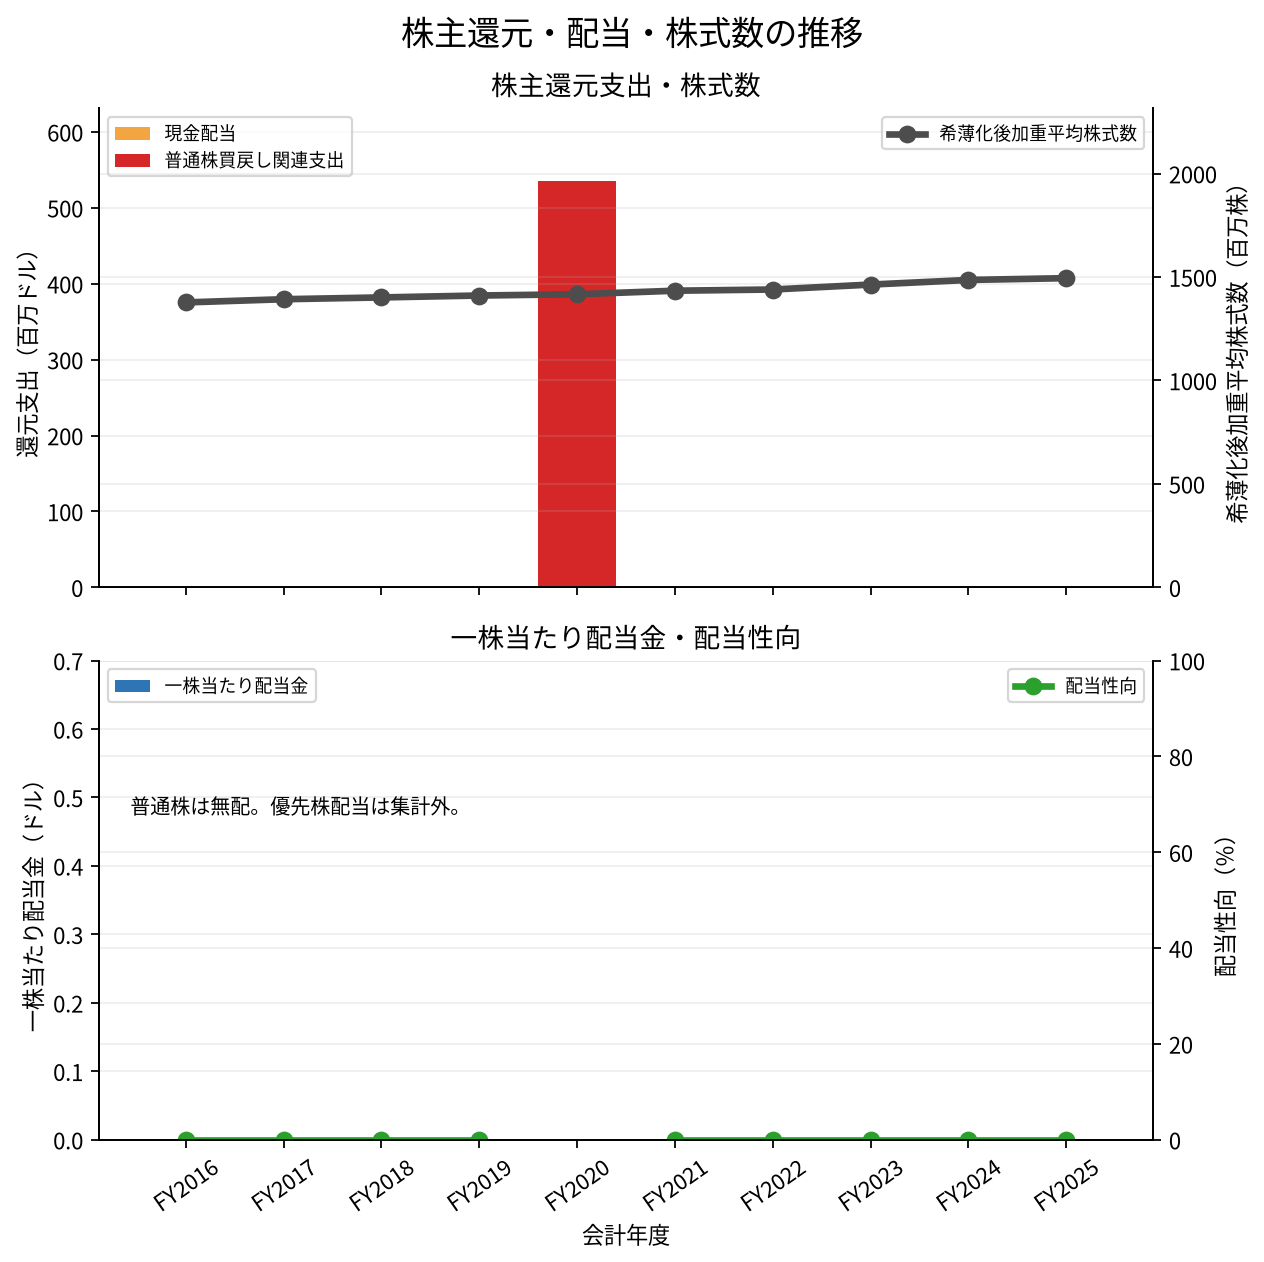 株主還元・配当・株式数の推移
株主還元支出・株式数
現金配当
普通株買戻し関連支出
希薄化後加重平均株式数
還元支出（百万ドル）
600
500
400
300
200
100
0
2000
1500
1000
500
0
希薄化後加重平均株式数（百万株）
一株当たり配当金・配当性向
一株当たり配当金
配当性向
普通株は無配。優先株配当は集計外。
一株当たり配当金（ドル）
0.7
0.6
0.5
0.4
0.3
0.2
0.1
0.0
100
80
60
40
20
0
配当性向（%）
FY2016
FY2017
FY2018
FY2019
FY2020
FY2021
FY2022
FY2023
FY2024
FY2025
会計年度